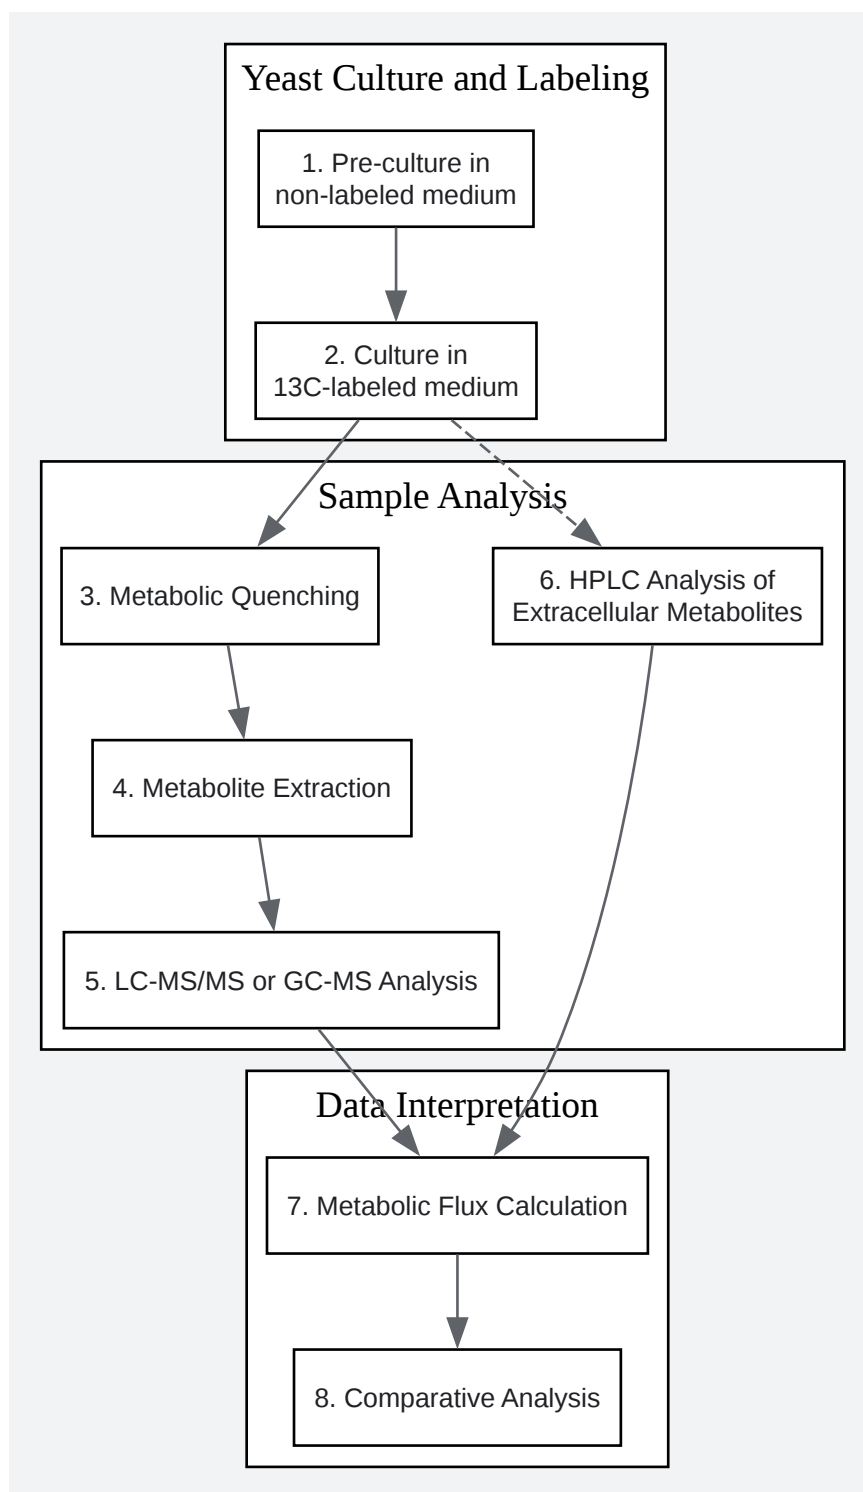 Yeast Culture and Labeling
1. Pre-culture in
non-labeled medium
2. Culture in
13C-labeled medium
Sample Analysis
3. Metabolic Quenching
6. HPLC Analysis of
Extracellular Metabolites
4. Metabolite Extraction
5. LC-MS/MS or GC-MS Analysis
Data Interpretation
7. Metabolic Flux Calculation
8. Comparative Analysis